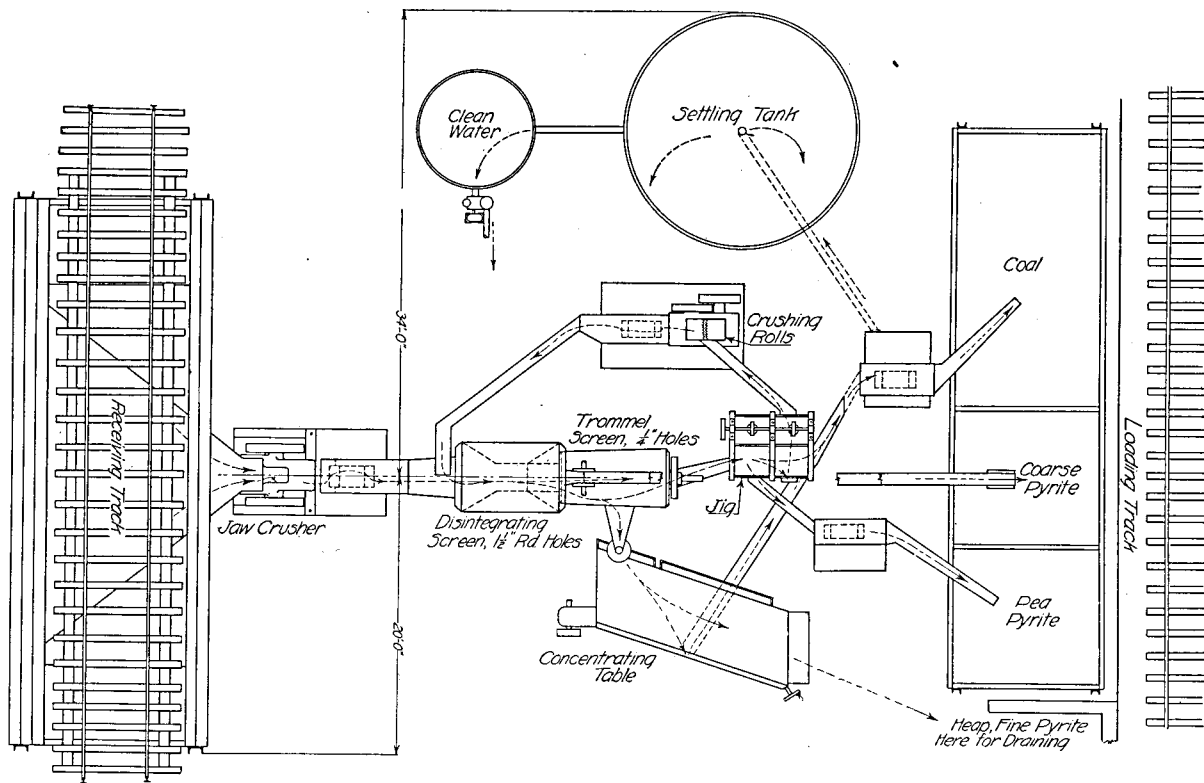 Clean
Water
Settling Tank
Coal
34'-0"
Crushing
Rolls
Receiving Track
Trommel
Screen, ¼" Holes
Loading Track
Coarse
Pyrite
Jaw Crusher
Jig
Disintegrating
Screen, 1½" Rd Holes
Pea
Pyrite
20'-0"
Concentrating
Table
Heap, Fine Pyrite
Here for Draining